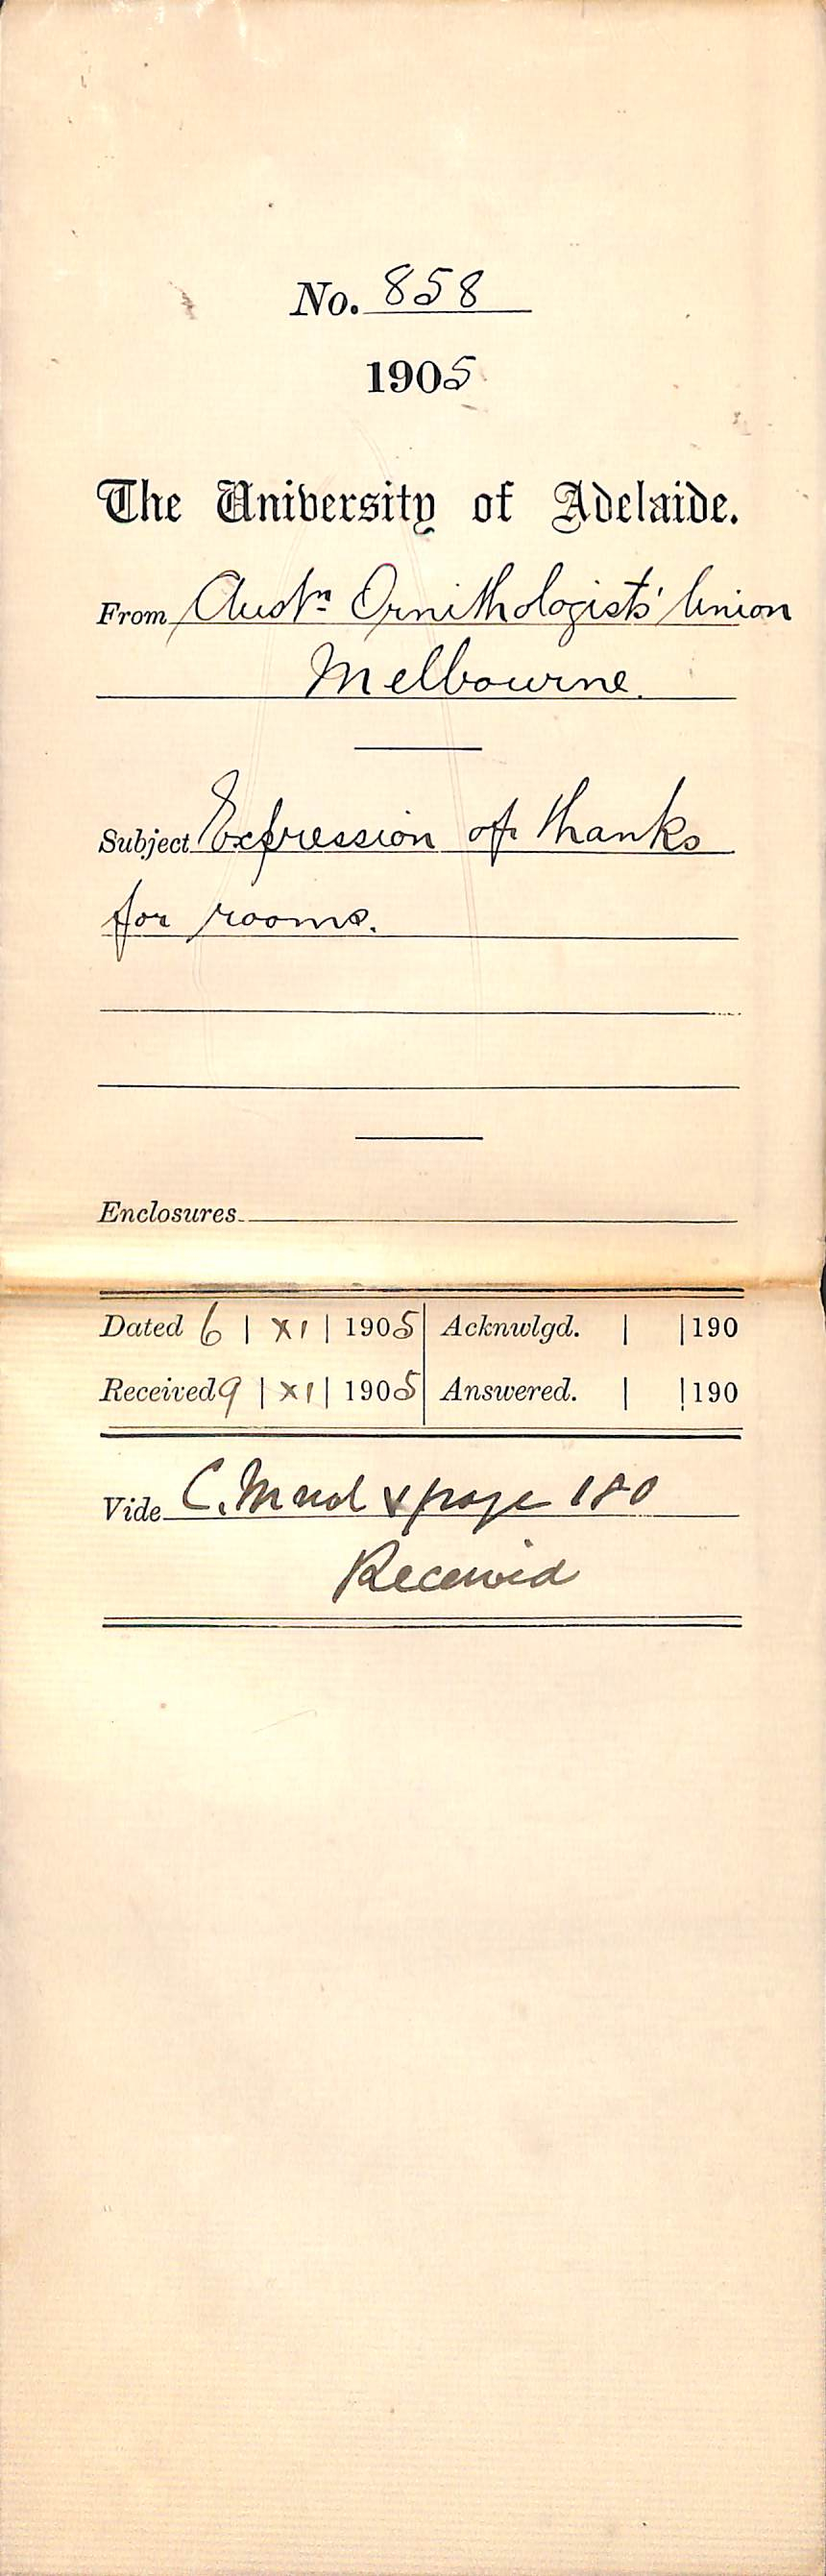 No. 858
1905
The University of Adelaide.
From Austn Ornithologists' Union
Melbourne.
Subject Expression of thanks
for rooms.
Enclosures
Dated 6 | XI | 1905 Acknwlgd. | | 190
Received 9 | XI | 1905 Answered. | | 190
Vide C. page 180
Received